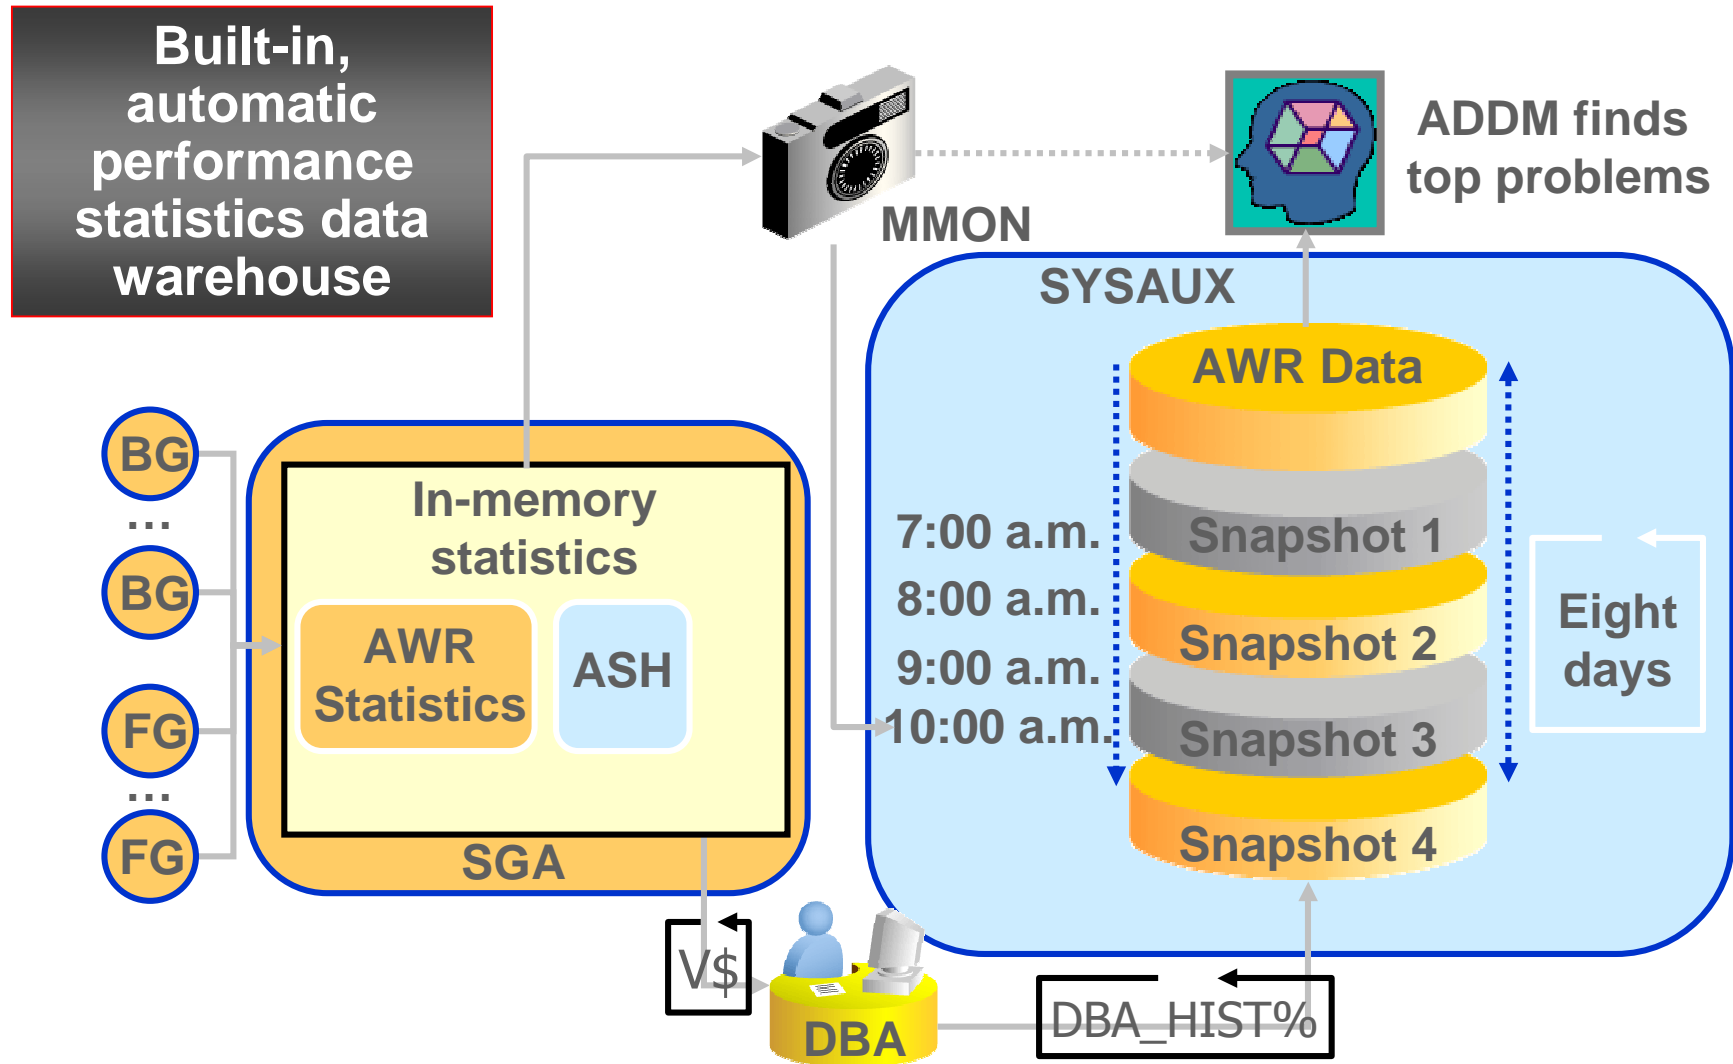 Built-in,
automatic
performance
statistics data
warehouse
MMON
ADDM finds
top problems
SYSAUX
AWR Data
BG
...
BG
FG
...
FG
In-memory
statistics
AWR
Statistics
ASH
SGA
7:00 a.m.
8:00 a.m.
9:00 a.m.
10:00 a.m.
Snapshot 1
Snapshot 2
Snapshot 3
Snapshot 4
Eight
days
V$
DBA
DBA_HIST%